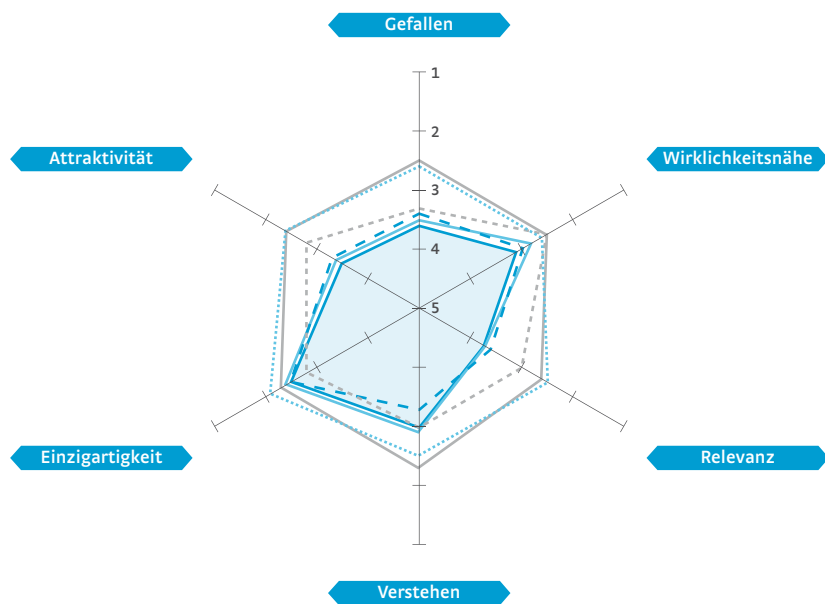 Gefallen
1
2
Attraktivität
Wirklichkeitsnähe
3
4
5
Einzigartigkeit
Relevanz
Verstehen